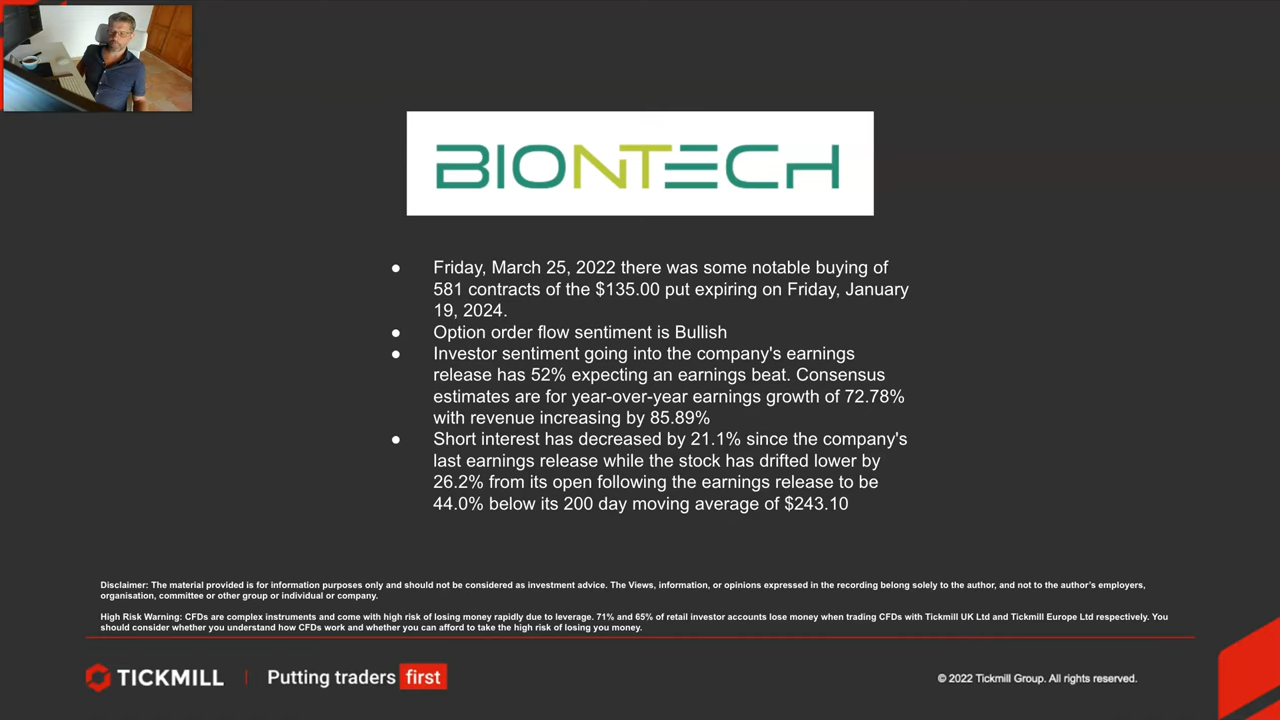 BIONTECH
● Friday, March 25, 2022 there was some notable buying of
581 contracts of the $135.00 put expiring on Friday, January
19, 2024.
● Option order flow sentiment is Bullish
● Investor sentiment going into the company's earnings
release has 52% expecting an earnings beat. Consensus
estimates are for year-over-year earnings growth of 72.78%
with revenue increasing by 85.89%
● Short interest has decreased by 21.1% since the company's
last earnings release while the stock has drifted lower by
26.2% from its open following the earnings release to be
44.0% below its 200 day moving average of $243.10
Disclaimer: The material provided is for information purposes only and should not be considered as investment advice. The Views, information, or opinions expressed in the recording belong solely to the author, and not to the author's employers,
organisation, committee or other group or individual or company.
High Risk Warning: CFDs are complex instruments and come with high risk of losing money rapidly due to leverage. 71% and 65% of retail investor accounts lose money when trading CFDs with Tickmill UK Ltd and Tickmill Europe Ltd respectively. You
should consider whether you understand how CFDs work and whether you can afford to take the high risk of losing you money.
TICKMILL | Putting traders first
© 2022 Tickmill Group. All rights reserved.